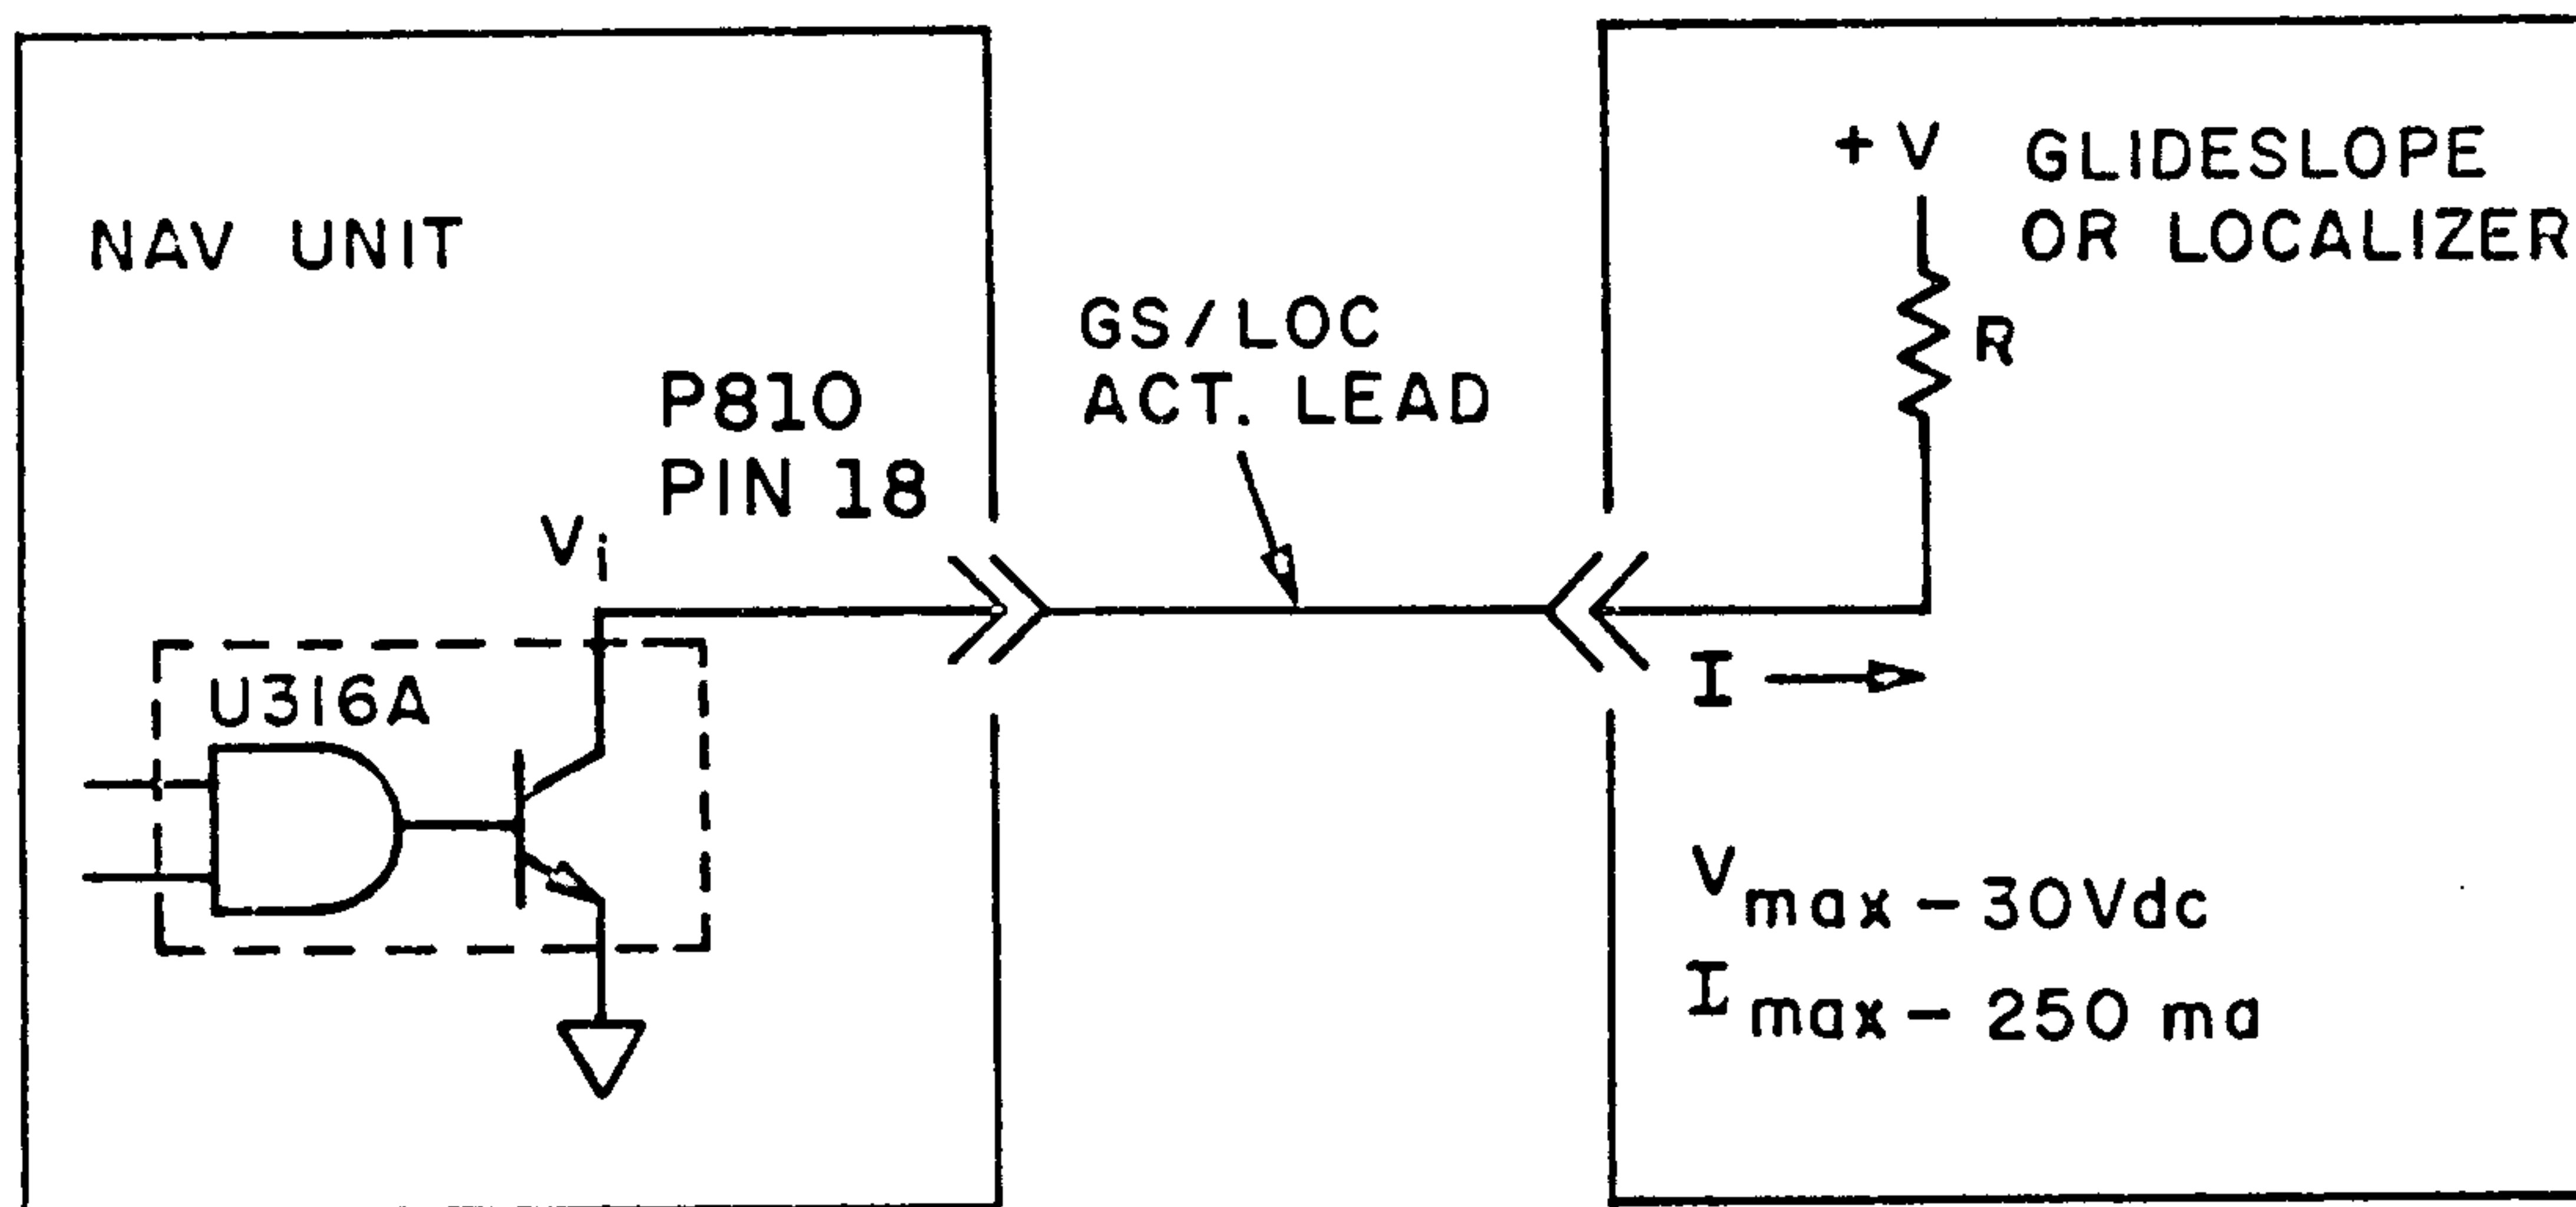 NAV UNIT
P810
PIN 18
Vi
U316A
GS/LOC
ACT. LEAD
+V
GLIDESLOPE
OR LOCALIZER
R
I
Vmax - 30Vdc
Imax - 250 ma